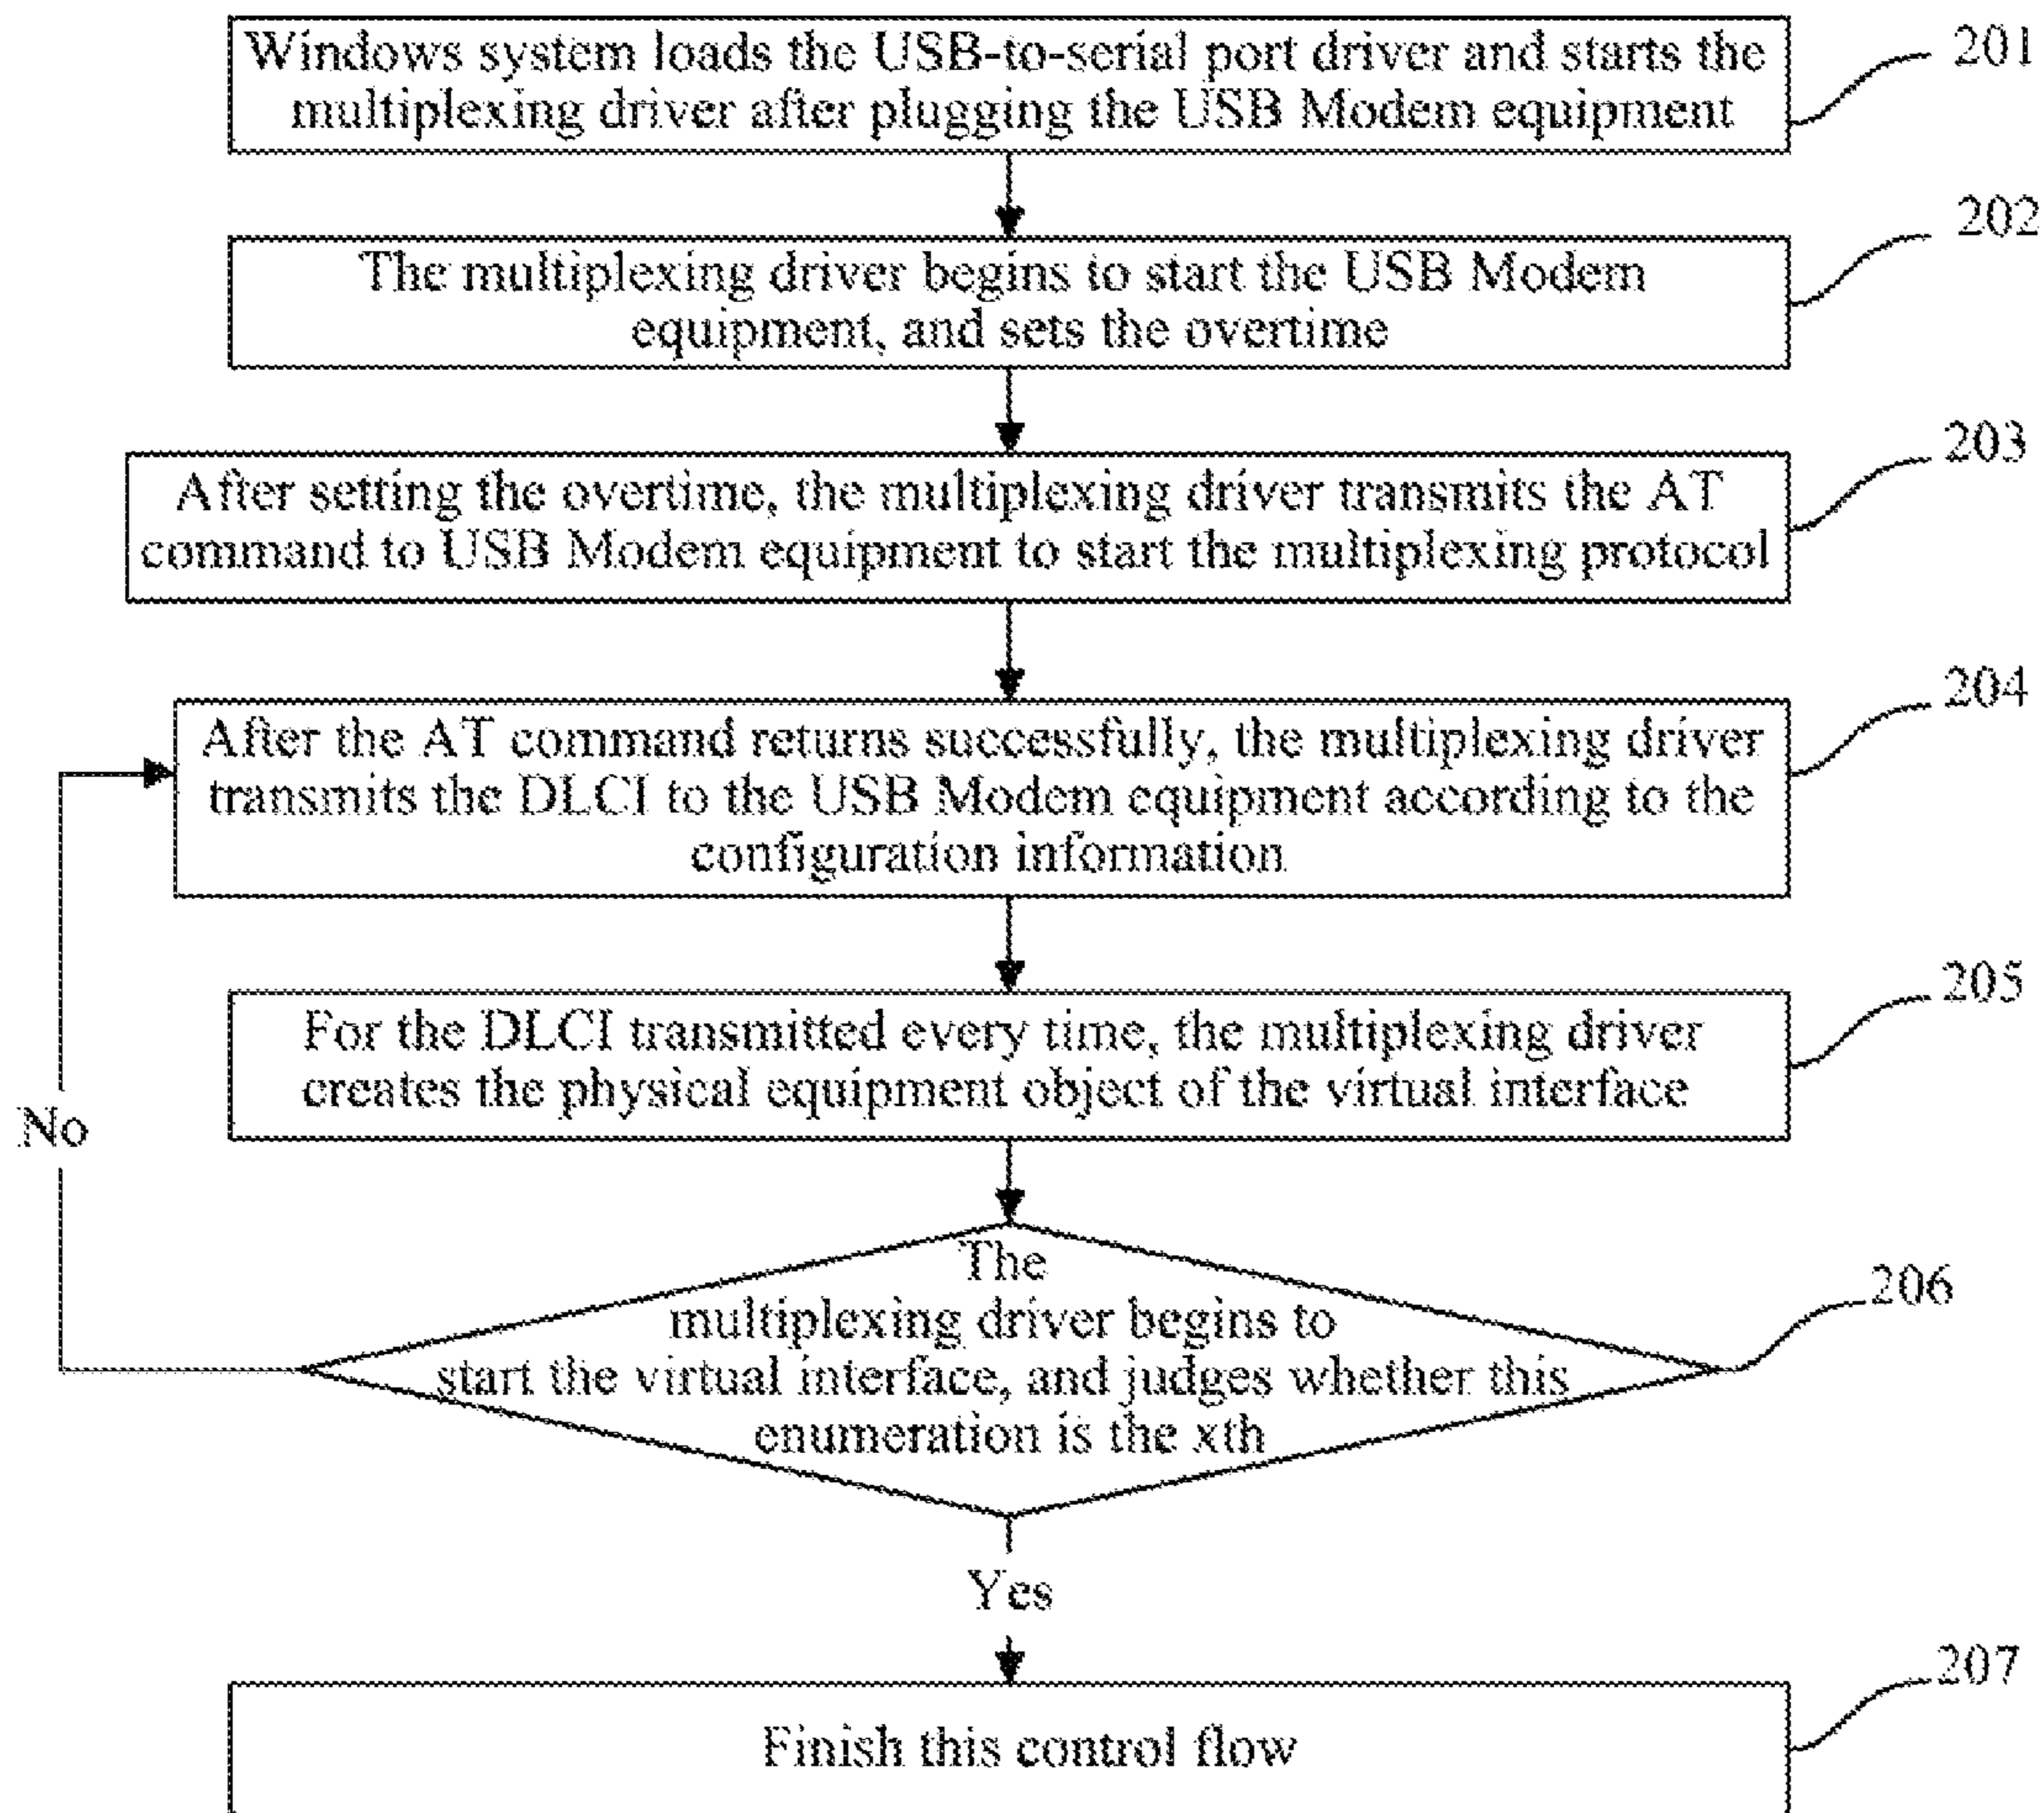 Windows system loads the USB-to-serial port driver and starts the
multiplexing driver after plugging the USB Modem equipment
201
The multiplexing driver begins to start the USB Modem
equipment, and sets the overtime
202
After setting the overtime, the multiplexing driver transmits the AT
command to USB Modem equipment to start the multiplexing protocol
203
After the AT command returns successfully, the multiplexing driver
transmits the DLCI to the USB Modem equipment according to the
configuration information
204
For the DLCI transmitted every time, the multiplexing driver
creates the physical equipment object of the virtual interface
205
No
The
multiplexing driver begins to
start the virtual interface, and judges whether this
enumeration is the xth
206
Yes
Finish this control flow
207